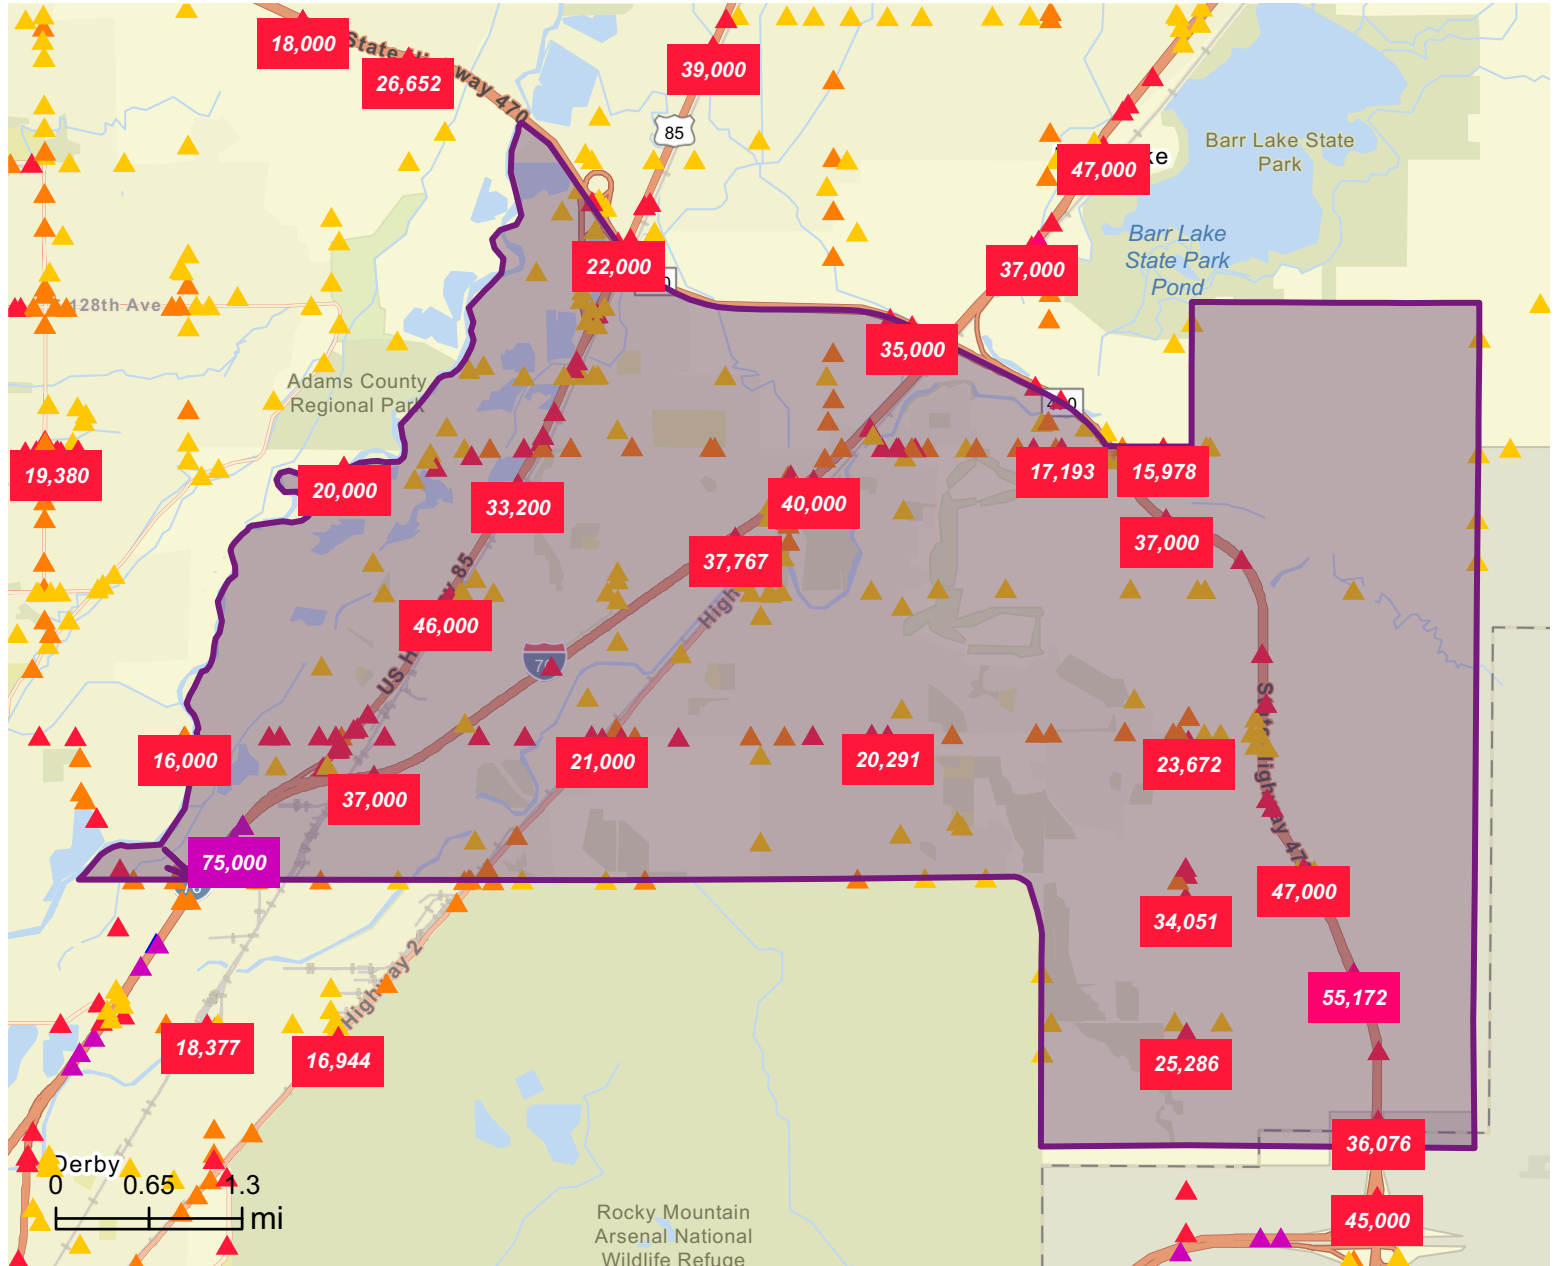 18,000
State Highway 470
26,652
39,000
85
Barr Lake State
Park
47,000
22,000
37,000
Barr Lake
State Park
Pond
128th Ave
35,000
Adams County
Regional Park
19,380
20,000
33,200
40,000
17,193
15,978
37,000
37,767
46,000
US H
85
High
21,000
20,291
23,672
State Highway 47
16,000
37,000
75,000
34,051
47,000
55,172
Highway 2
18,377
16,944
25,286
36,076
Derby
0 0.65 1.3
mi
45,000
Rocky Mountain
Arsenal National
Wildlife Refuge